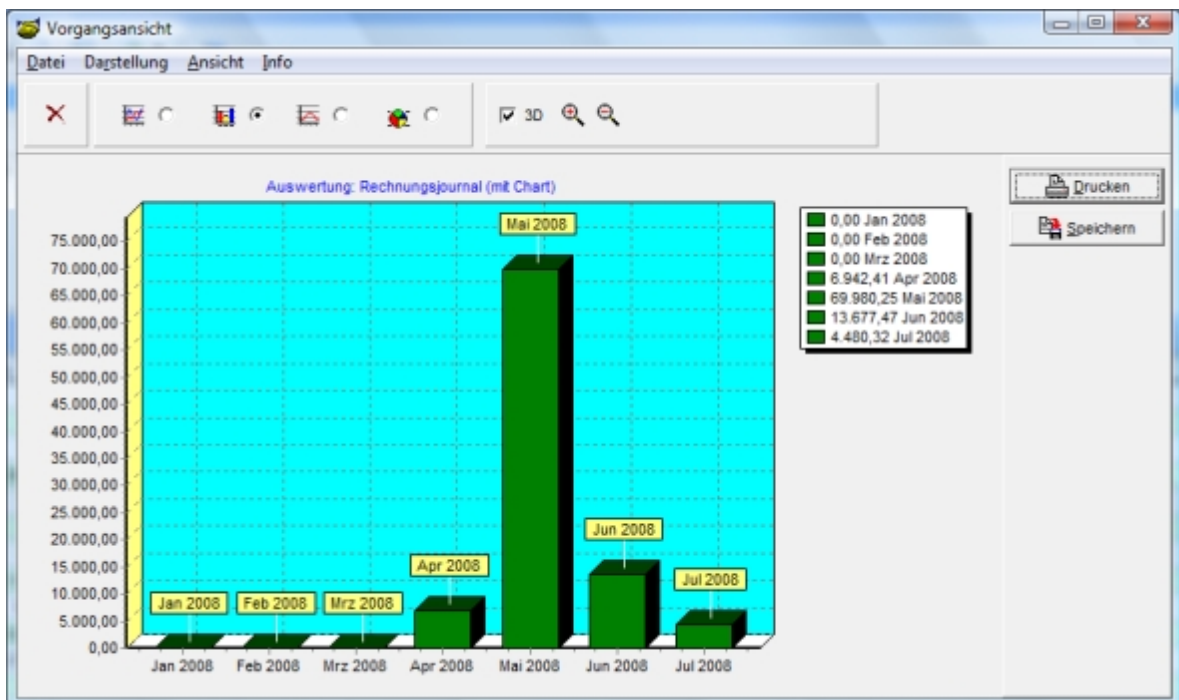 Vorgangsansicht
Datei Darstellung Ansicht Info
3D
Auswertung: Rechnungsjournal (mit Chart)
Drucken
Speichern
75.000,00
70.000,00
65.000,00
60.000,00
55.000,00
50.000,00
45.000,00
40.000,00
35.000,00
30.000,00
25.000,00
20.000,00
15.000,00
10.000,00
5.000,00
0,00
Mai 2008
Jun 2008
Apr 2008
Jul 2008
Jan 2008
Feb 2008
Mrz 2008
Jan 2008
Feb 2008
Mrz 2008
Apr 2008
Mai 2008
Jun 2008
Jul 2008
0,00 Jan 2008
0,00 Feb 2008
0,00 Mrz 2008
6.942,41 Apr 2008
69.980,25 Mai 2008
13.677,47 Jun 2008
4.480,32 Jul 2008